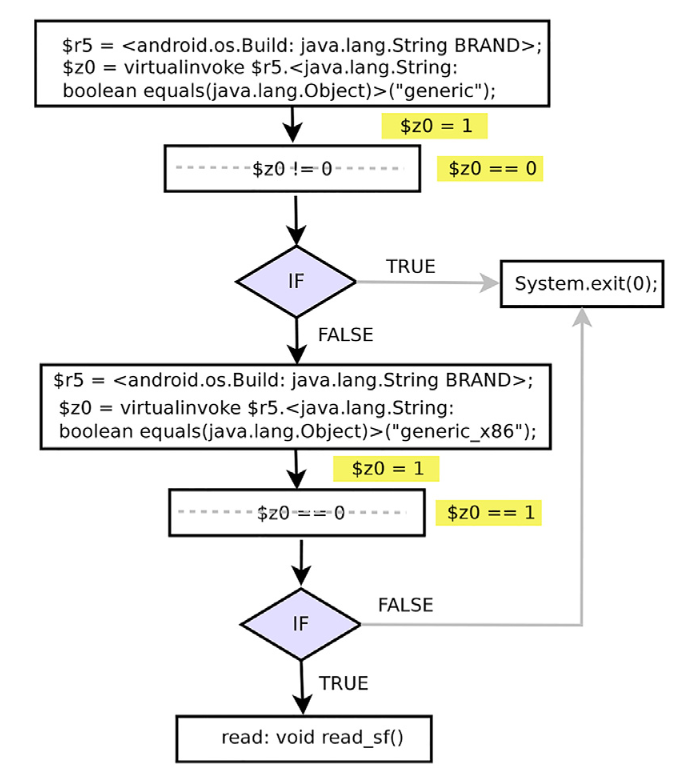 $r5 = <android.os.Build: java.lang.String BRAND>;
$z0 = virtualinvoke $r5.<java.lang.String:
boolean equals(java.lang.Object)>("generic");
$z0 = 1
$z0 != 0
$z0 == 0
IF
TRUE
System.exit(0);
FALSE
$r5 = <android.os.Build: java.lang.String BRAND>;
$z0 = virtualinvoke $r5.<java.lang.String:
boolean equals(java.lang.Object)>("generic_x86");
$z0 = 1
$z0 == 0
$z0 == 1
FALSE
IF
TRUE
read: void read_sf()